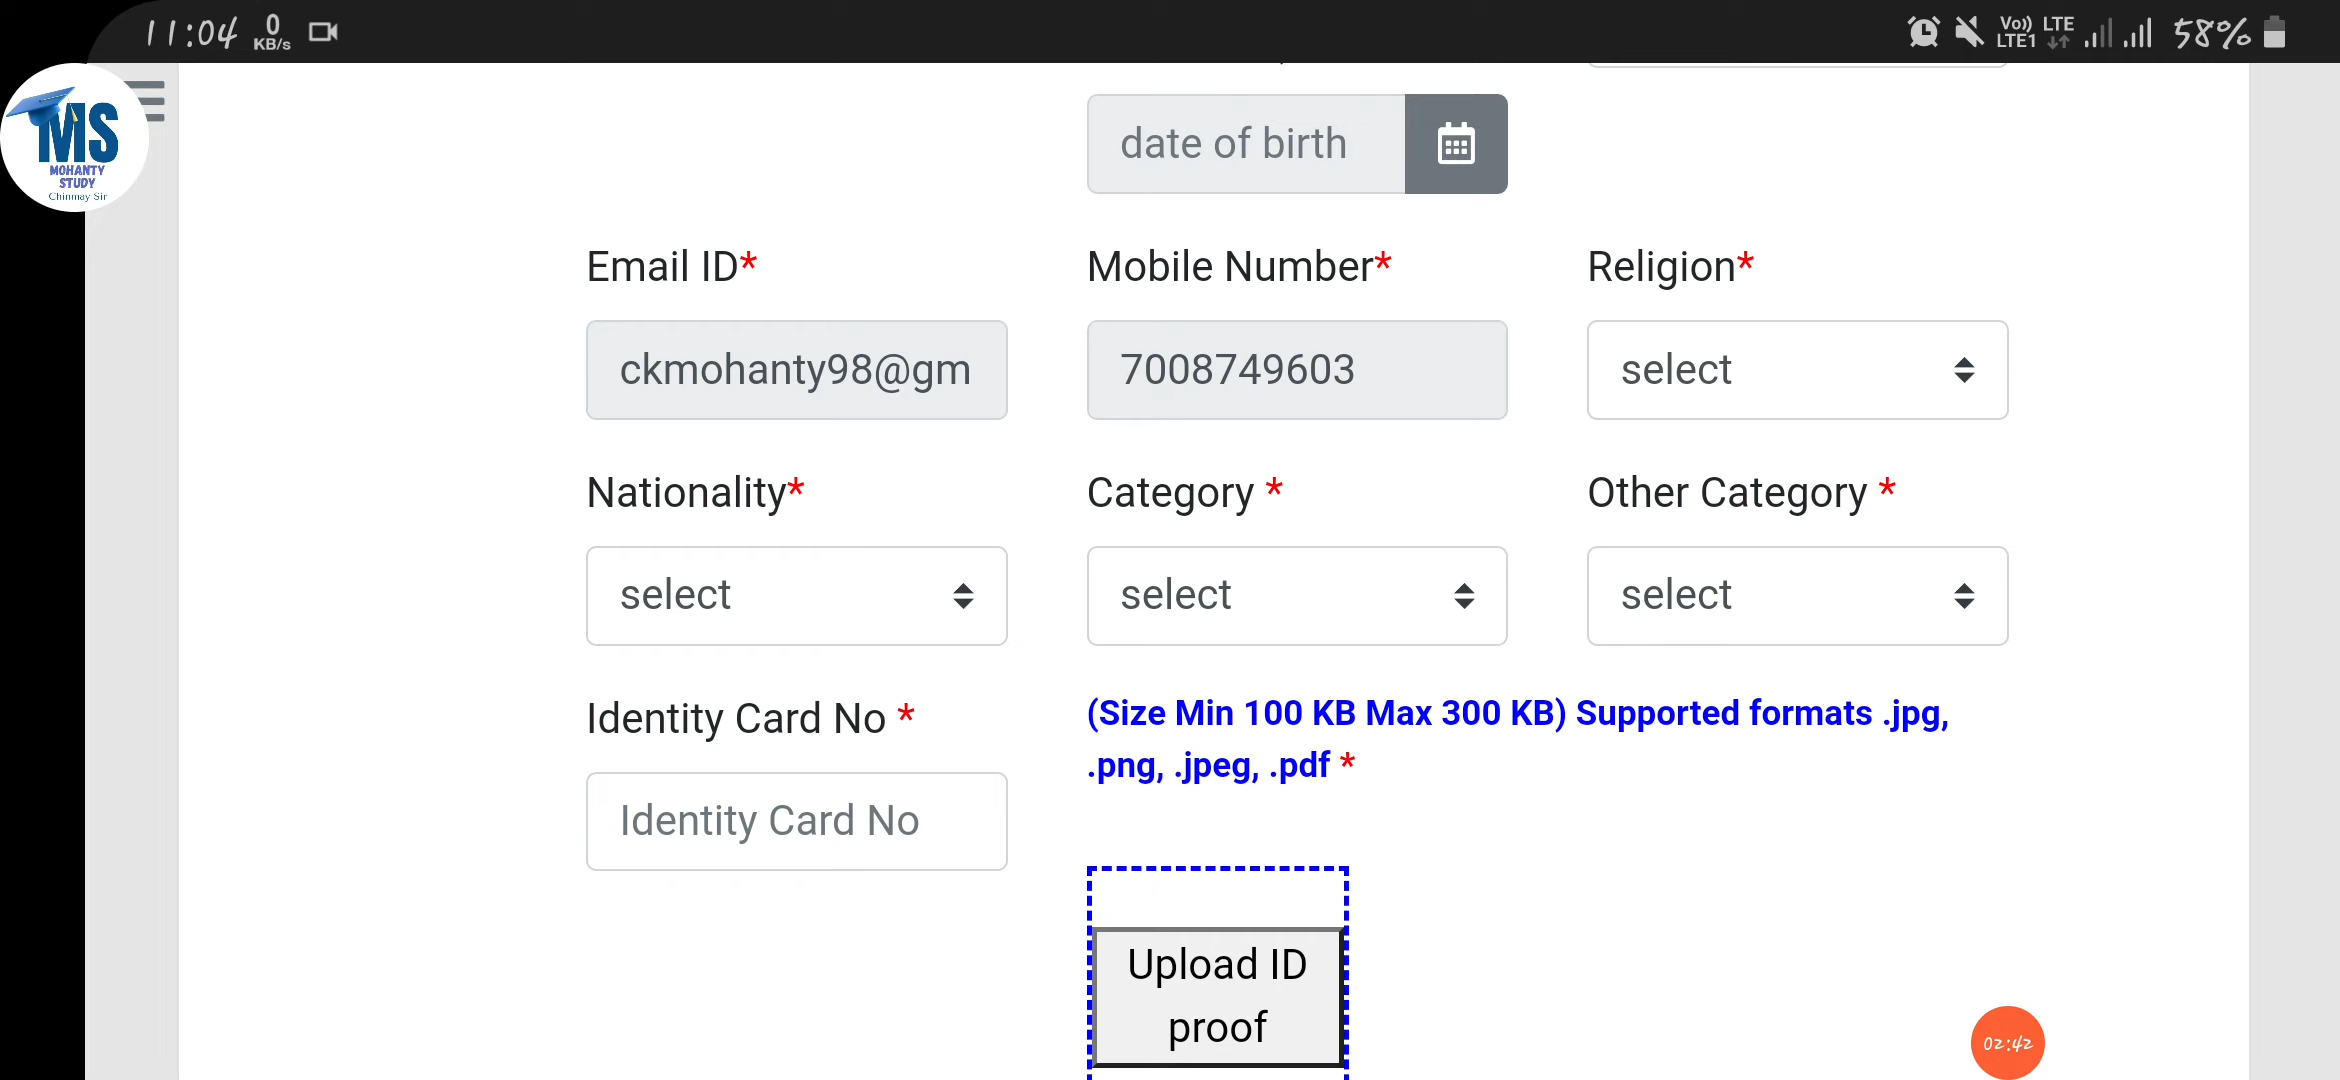 11:04 0 KB/s Vo)) LTE1 LTE 58%
MS
MOHANTY
STUDY
Chinmay Sir
date of birth
Email ID* Mobile Number* Religion*
ckmohanty98@gm 7008749603 select
Nationality* Category * Other Category *
select select select
Identity Card No * (Size Min 100 KB Max 300 KB) Supported formats .jpg,
.png, .jpeg, .pdf *
Identity Card No
Upload ID
proof
02:42